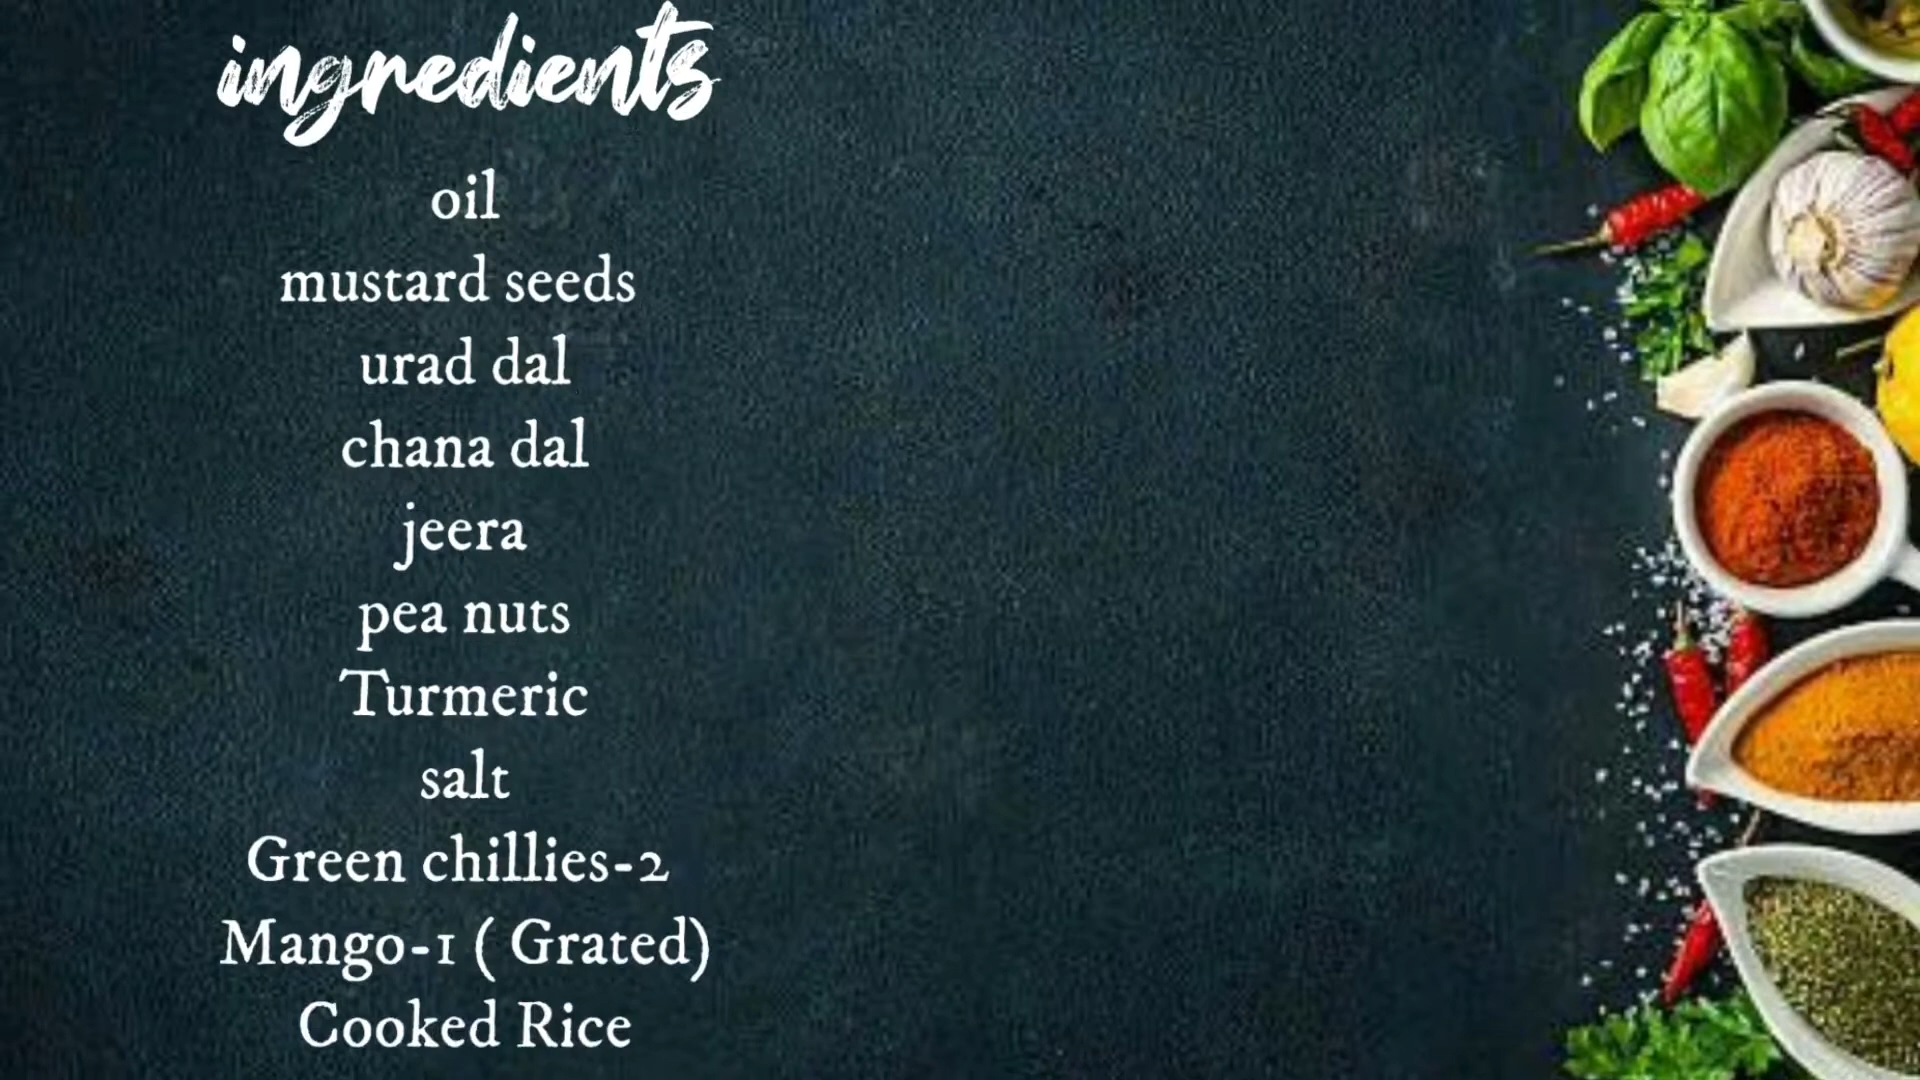 ingredients
oil
mustard seeds
urad dal
chana dal
jeera
pea nuts
Turmeric
salt
Green chillies-2
Mango-1 ( Grated)
Cooked Rice